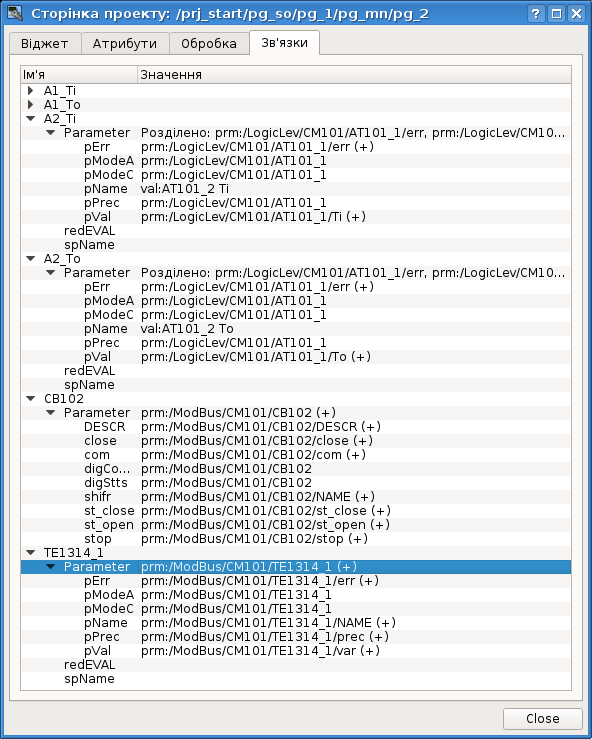 Сторінка проекту: /prj_start/pg_so/pg_1/pg_mn/pg_2
Віджет Атрибути Обробка Зв'язки
Ім'я Значення
A1_Ti
A1_To
A2_Ti
Parameter Розділено: prm:/LogicLev/CM101/AT101_1/err, prm:/LogicLev/CM10...
pErr prm:/LogicLev/CM101/AT101_1/err (+)
pModeA prm:/LogicLev/CM101/AT101_1
pModeC prm:/LogicLev/CM101/AT101_1
pName val:AT101_2 Ti
pPrec prm:/LogicLev/CM101/AT101_1
pVal prm:/LogicLev/CM101/AT101_1/Ti (+)
redEVAL
spName
A2_To
Parameter Розділено: prm:/LogicLev/CM101/AT101_1/err, prm:/LogicLev/CM10...
pErr prm:/LogicLev/CM101/AT101_1/err (+)
pModeA prm:/LogicLev/CM101/AT101_1
pModeC prm:/LogicLev/CM101/AT101_1
pName val:AT101_2 To
pPrec prm:/LogicLev/CM101/AT101_1
pVal prm:/LogicLev/CM101/AT101_1/To (+)
redEVAL
spName
CB102
Parameter prm:/ModBus/CM101/CB102 (+)
DESCR prm:/ModBus/CM101/CB102/DESCR (+)
close prm:/ModBus/CM101/CB102/close (+)
com prm:/ModBus/CM101/CB102/com (+)
digCo... prm:/ModBus/CM101/CB102
digStts prm:/ModBus/CM101/CB102
shifr prm:/ModBus/CM101/CB102/NAME (+)
st_close prm:/ModBus/CM101/CB102/st_close (+)
st_open prm:/ModBus/CM101/CB102/st_open (+)
stop prm:/ModBus/CM101/CB102/stop (+)
TE1314_1
Parameter prm:/ModBus/CM101/TE1314_1 (+)
pErr prm:/ModBus/CM101/TE1314_1/err (+)
pModeA prm:/ModBus/CM101/TE1314_1
pModeC prm:/ModBus/CM101/TE1314_1
pName prm:/ModBus/CM101/TE1314_1/NAME (+)
pPrec prm:/ModBus/CM101/TE1314_1/prec (+)
pVal prm:/ModBus/CM101/TE1314_1/var (+)
redEVAL
spName
Close